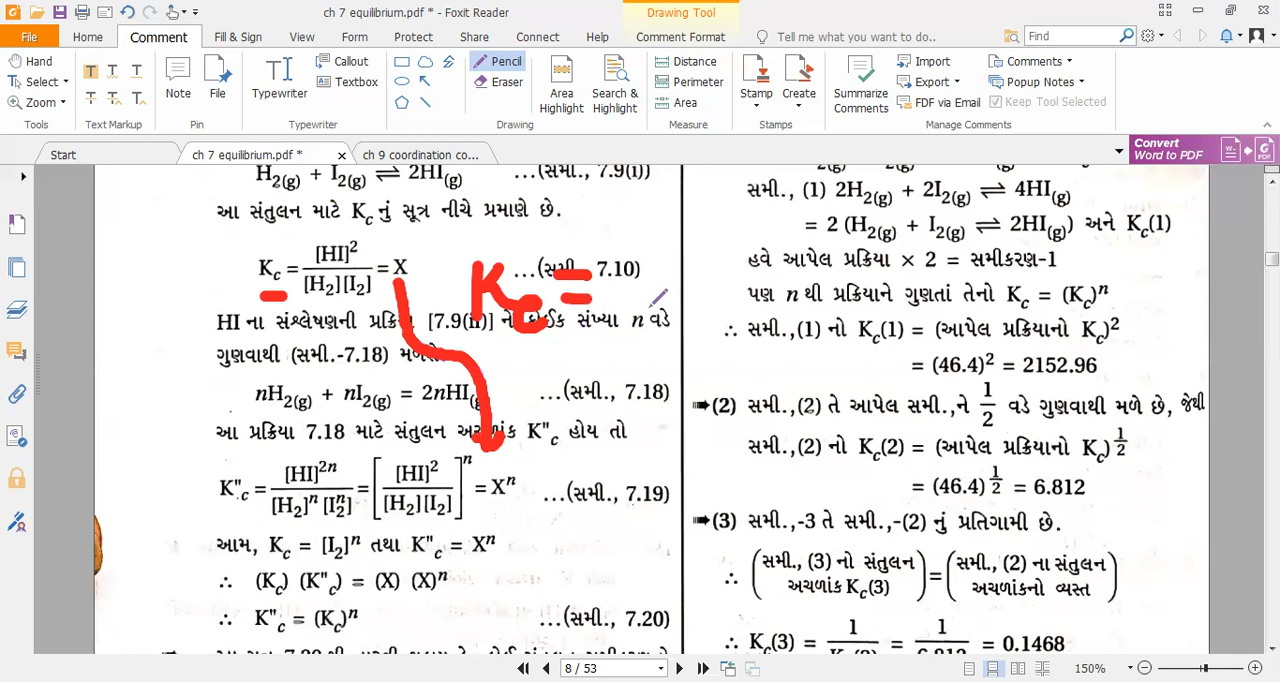 ch 7 equilibrium.pdf * - Foxit Reader
Drawing Tool
File Home Comment Fill & Sign View Form Protect Share Connect Help Comment Format Tell me what you want to do.. Find
Hand
Select
Zoom
Tools
Text Markup
Note
File
Pin
Typewriter
Callout
Textbox
Typewriter
Pencil
Eraser
Area Highlight
Search & Highlight
Drawing
Distance
Perimeter
Area
Measure
Stamp
Create
Stamps
Summarize Comments
Import
Export
FDF via Email
Comments
Popup Notes
Keep Tool Selected
Manage Comments
Start
ch 7 equilibrium.pdf *
ch 9 coordination co...
Convert Word to PDF
H₂(g) + I₂(g) ⇌ 2HI(g) ...(સમી., 7.9(i))
આ સંતુલન માટે Kc નું સૂત્ર નીચે પ્રમાણે છે.
Kc = [HI]² / [H₂][I₂] = X ...(સમી., 7.10)
Kc =
HI ના સંશ્લેષણની પ્રક્રિયા [7.9(ii)] ને કોઈક સંખ્યા n વડે
ગુણવાથી (સમી.-7.18)
nH₂(g) + nI₂(g) = 2nHI(g ...(સમી., 7.18)
આ પ્રક્રિયા 7.18 માટે સંતુલન અચળાંક K"c હોય તો
K"c = [HI]²ⁿ / [H₂]ⁿ [I₂ⁿ] = [[HI]² / [H₂][I₂]]ⁿ = Xⁿ ...(સમી., 7.19)
આમ, Kc = [I₂]ⁿ તથા K"c = Xⁿ
∴ (Kc) (K"c) = (X) (X)ⁿ
∴ K"c = (Kc)ⁿ ...(સમી., 7.20)
સમી., (1) 2H₂(g) + 2I₂(g) ⇌ 4HI(g)
= 2 (H₂(g) + I₂(g) ⇌ 2HI(g)) અને Kc(1)
હવે આપેલ પ્રક્રિયા × 2 = સમીકરણ-1
પણ n થી પ્રક્રિયાને ગુણતાં તેનો Kc = (Kc)ⁿ
∴ સમી.,(1) નો Kc(1) = (આપેલ પ્રક્રિયાનો Kc)²
= (46.4)² = 2152.96
➠(2) સમી.,(2) તે આપેલ સમી.,ને 1/2 વડે ગુણવાથી મળે છે, જેથી
સમી.,(2) નો Kc(2) = (આપેલ પ્રક્રિયાનો Kc)^1/2
= (46.4)^1/2 = 6.812
➠(3) સમી.,-3 તે સમી.,-(2) નું પ્રતિગામી છે.
∴ (સમી., (3) નો સંતુલન અચળાંક Kc(3)) = (સમી., (2) ના સંતુલન અચળાંકનો વ્યસ્ત)
∴ Kc(3) = 1 / Kc(2) = 1 / 6.812 = 0.1468
8 / 53
150%